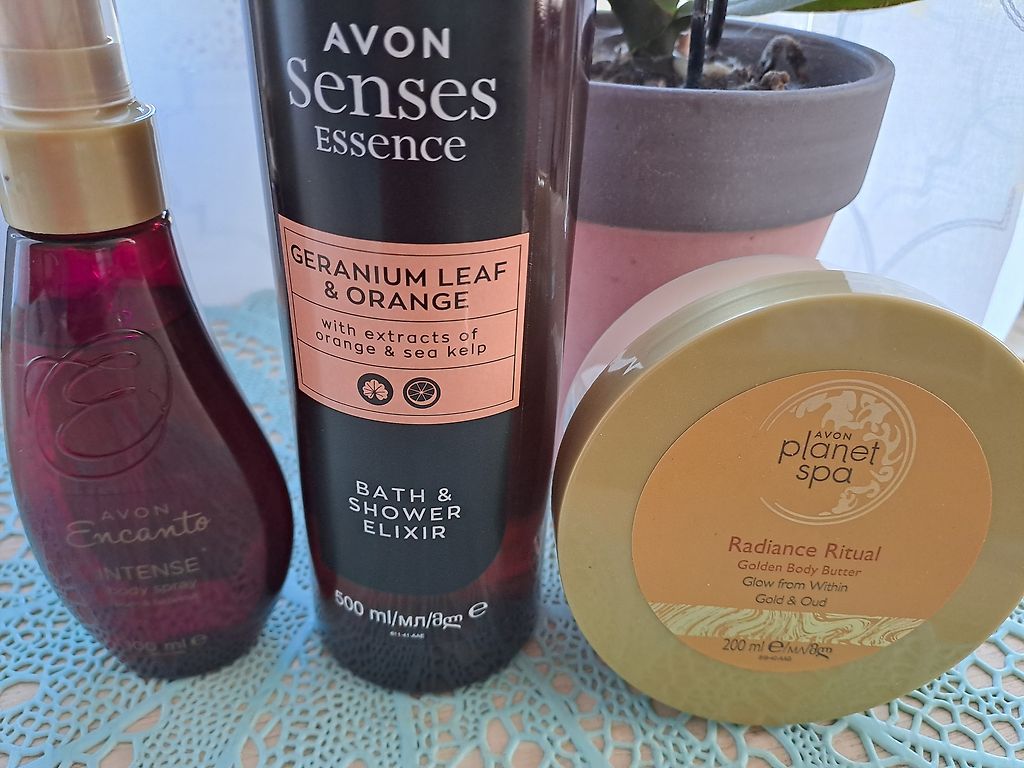 AVON
Encanto
INTENSE
body spray
AVON
Senses
ESSENCE
GERANIUM LEAF
& ORANGE
with extracts of
orange & sea kelp
BATH &
SHOWER
ELIXIR
500 ml/мл/მლ e
AVON
planet
spa
Radiance Ritual
Golden Body Butter
Glow from Within
Gold & Oud
200 ml e/мл/მლ